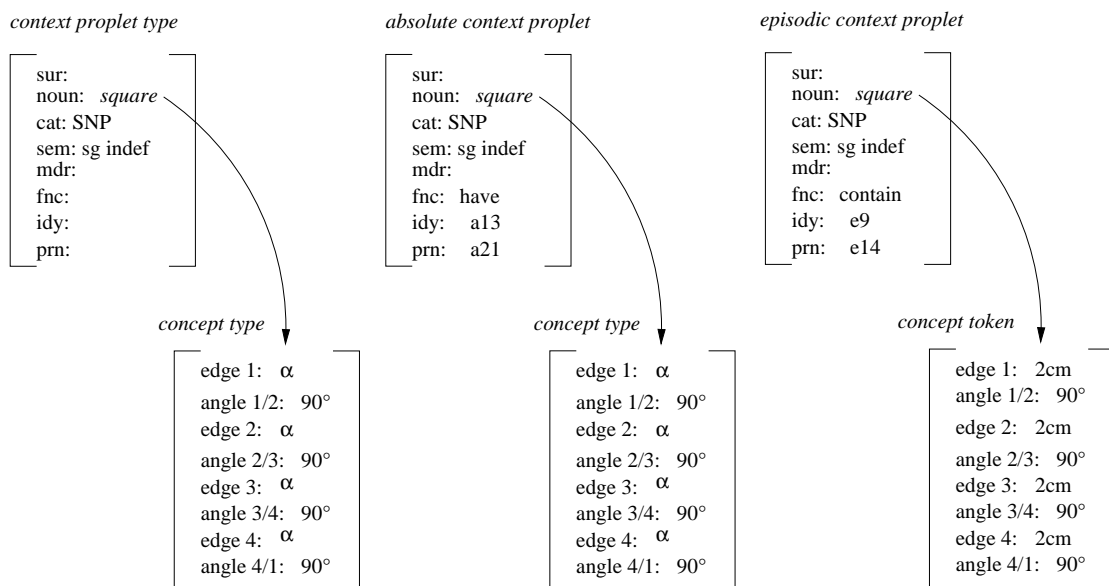 context proplet type
sur:
noun: square
cat: SNP
sem: sg indef
mdr:
fnc:
idy:
prn:
concept type
edge 1: α
angle 1/2: 90°
edge 2: α
angle 2/3: 90°
edge 3: α
angle 3/4: 90°
edge 4: α
angle 4/1: 90°
absolute context proplet
sur:
noun: square
cat: SNP
sem: sg indef
mdr:
fnc: have
idy: a13
prn: a21
concept type
edge 1: α
angle 1/2: 90°
edge 2: α
angle 2/3: 90°
edge 3: α
angle 3/4: 90°
edge 4: α
angle 4/1: 90°
episodic context proplet
sur:
noun: square
cat: SNP
sem: sg indef
mdr:
fnc: contain
idy: e9
prn: e14
concept token
edge 1: 2cm
angle 1/2: 90°
edge 2: 2cm
angle 2/3: 90°
edge 3: 2cm
angle 3/4: 90°
edge 4: 2cm
angle 4/1: 90°